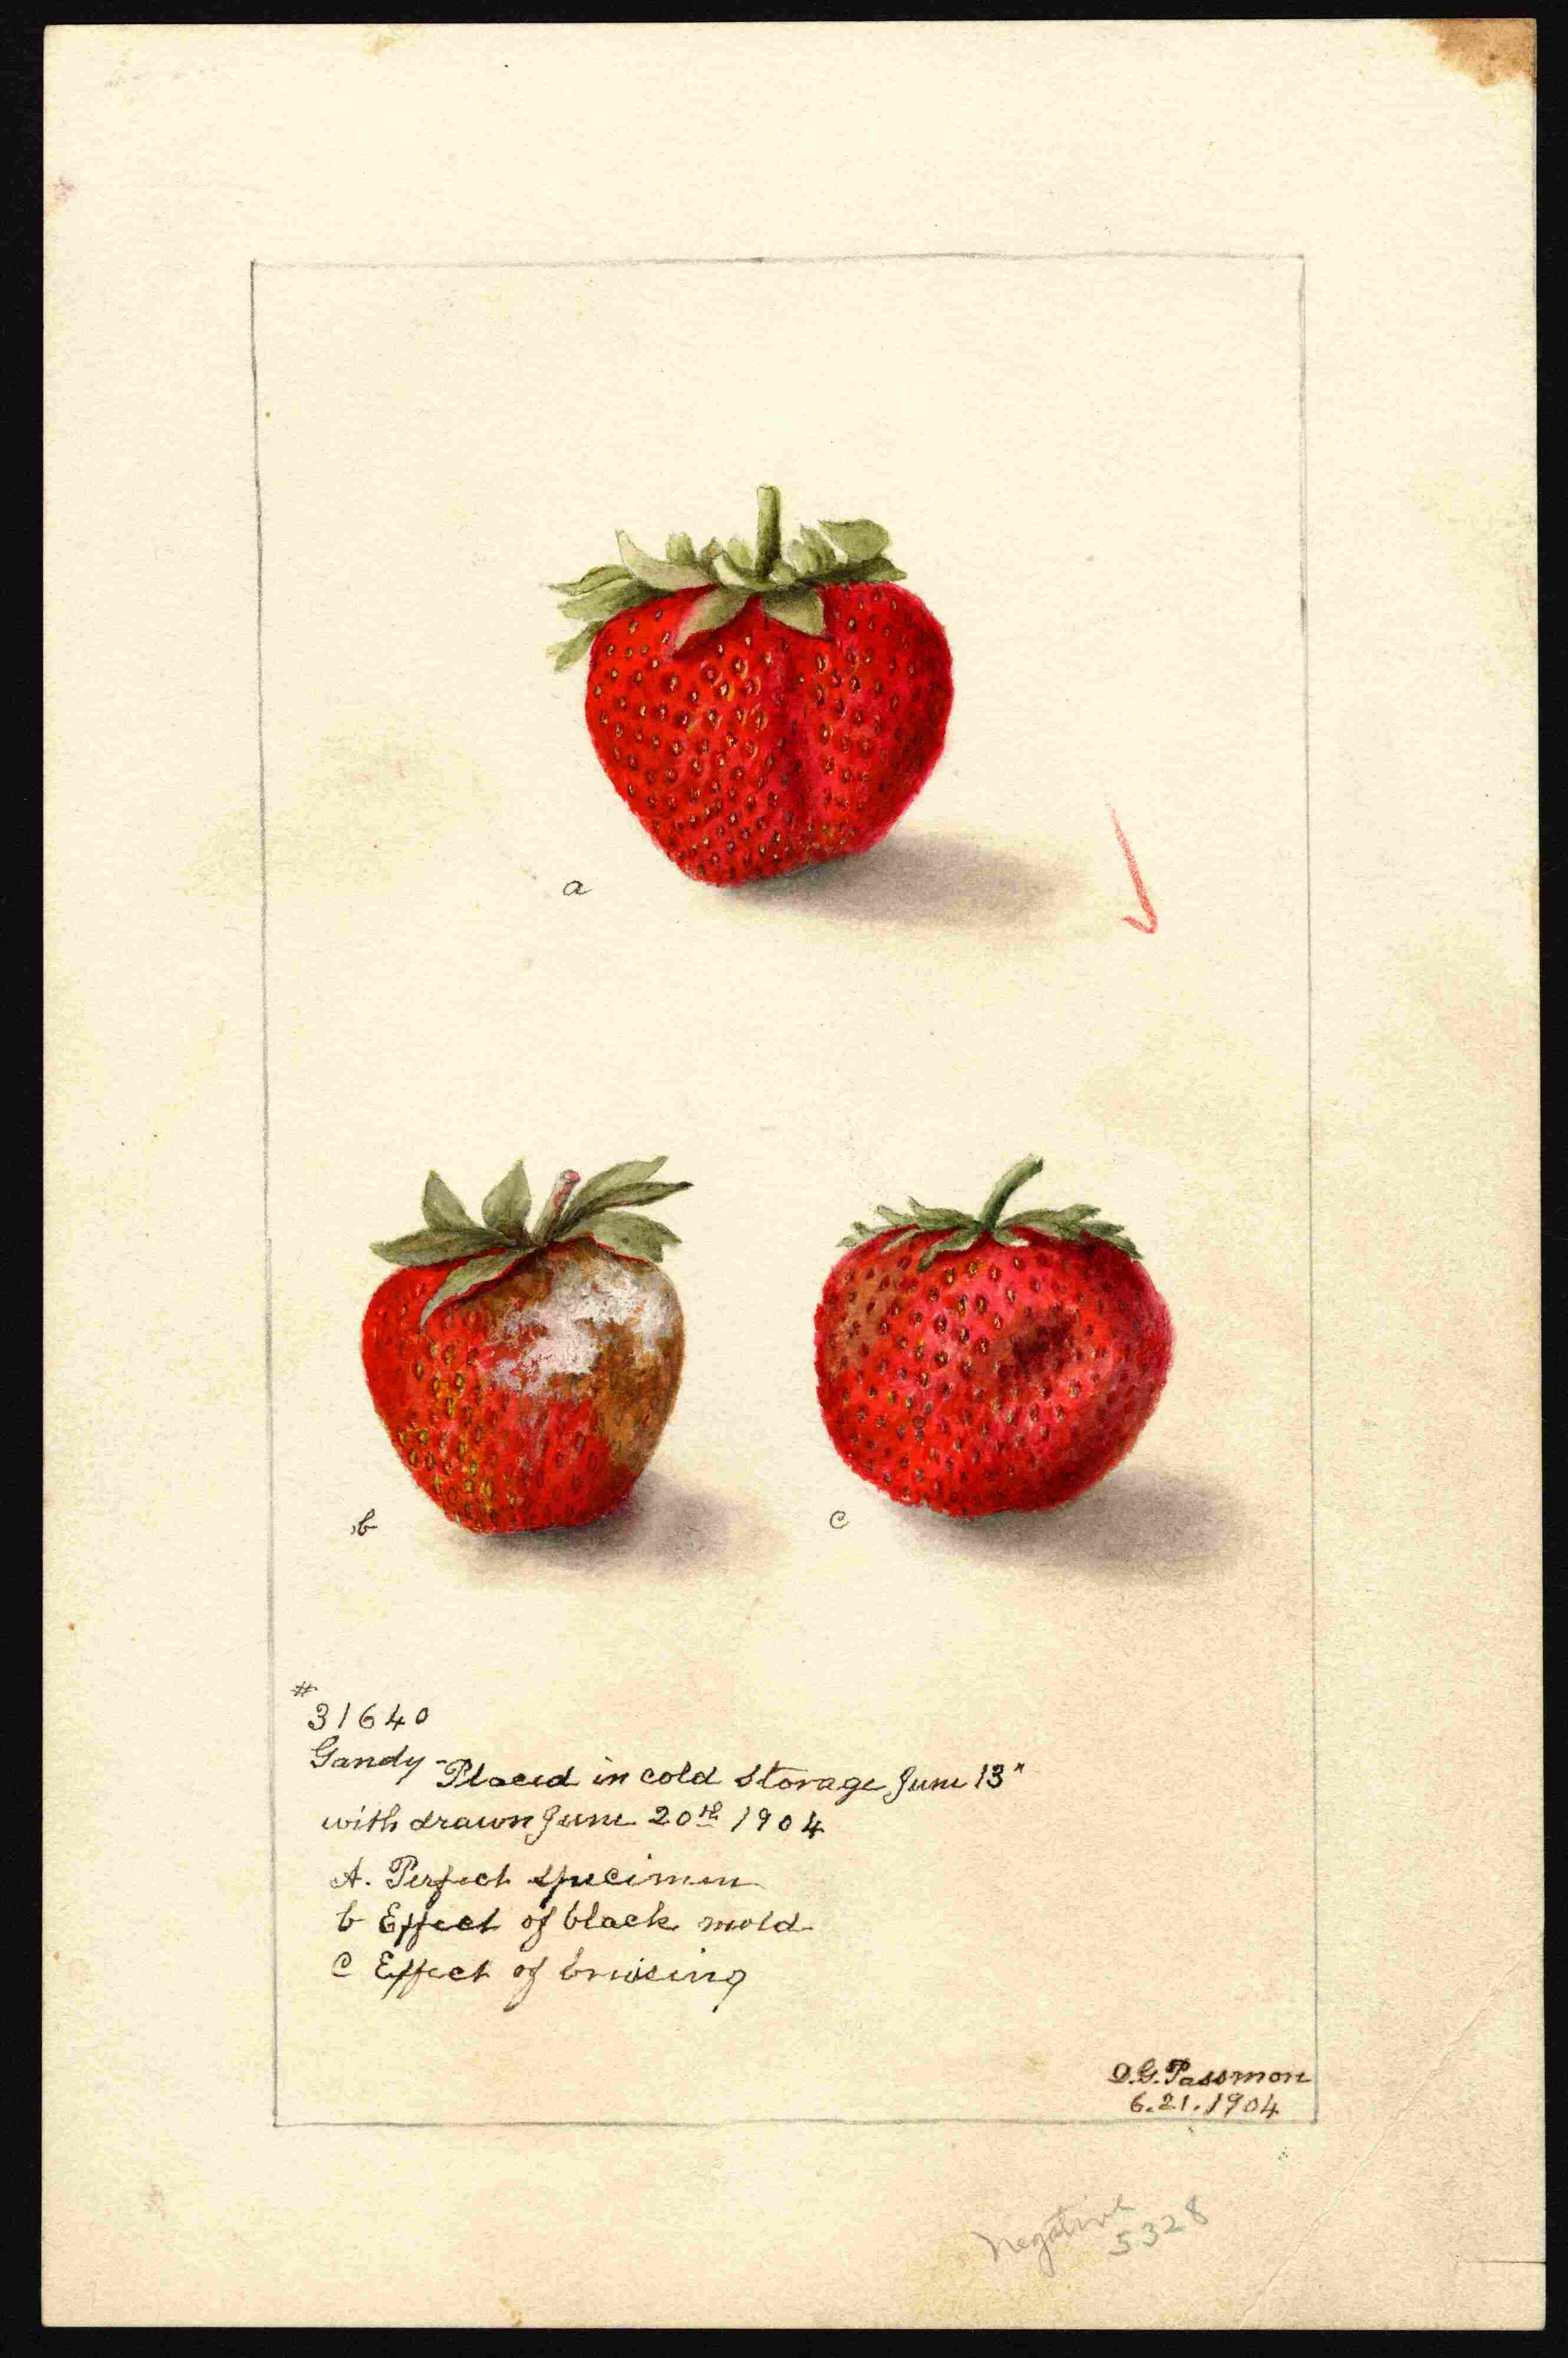 a
b
c
#
31640
Gandy - Placed in cold storage June 13"
with drawn June 20th 1904
A. Perfect specimen
b Effect of black mold
C Effect of bruising
D.G. Passmore
6.21.1904
negative
5328